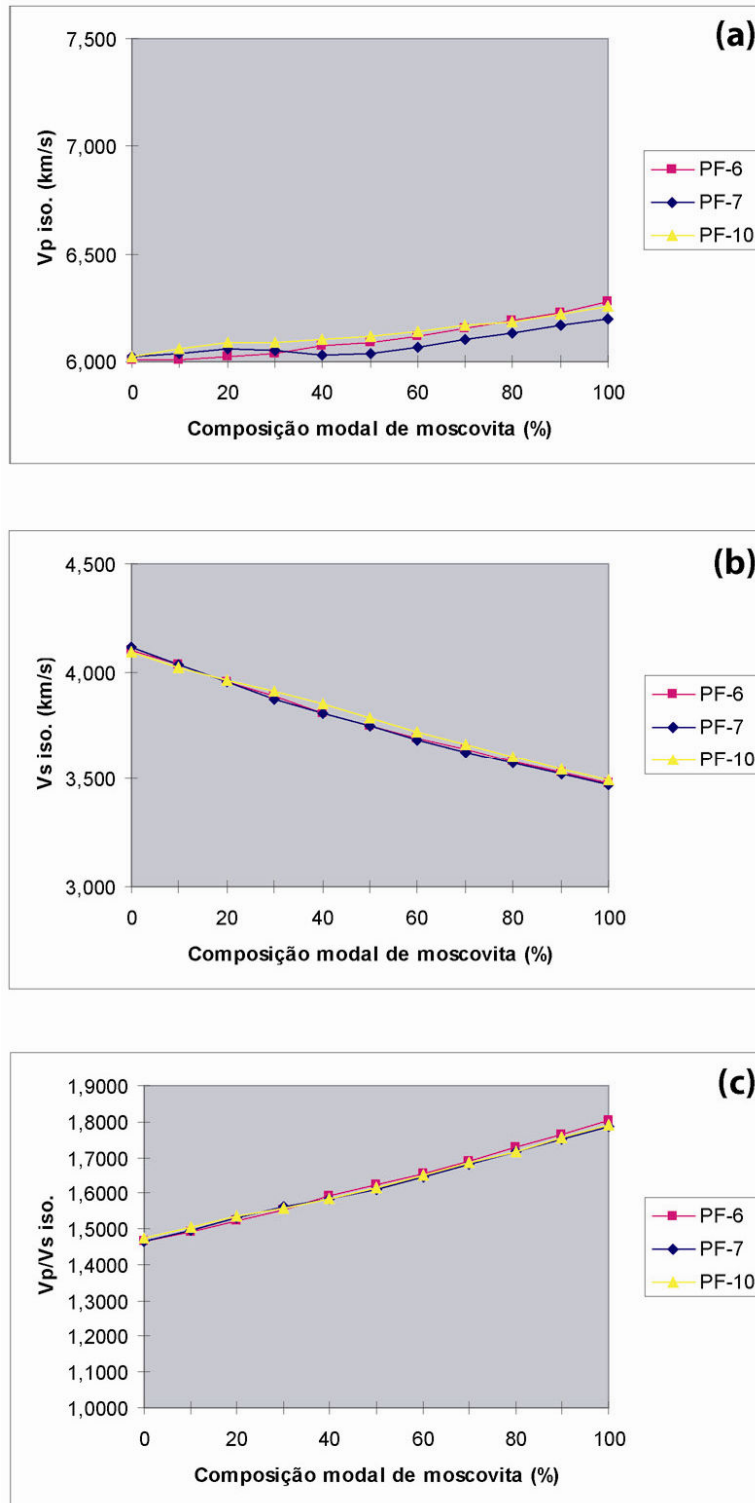 (a)
7,500
7,000
6,500
6,000
Vp iso. (km/s)
0 20 40 60 80 100
Composição modal de moscovita (%)
PF-6
PF-7
PF-10
(b)
4,500
4,000
3,500
3,000
Vs iso. (km/s)
0 20 40 60 80 100
Composição modal de moscovita (%)
PF-6
PF-7
PF-10
(c)
1,9000
1,8000
1,7000
1,6000
1,5000
1,4000
1,3000
1,2000
1,1000
1,0000
Vp/Vs iso.
0 20 40 60 80 100
Composição modal de moscovita (%)
PF-6
PF-7
PF-10